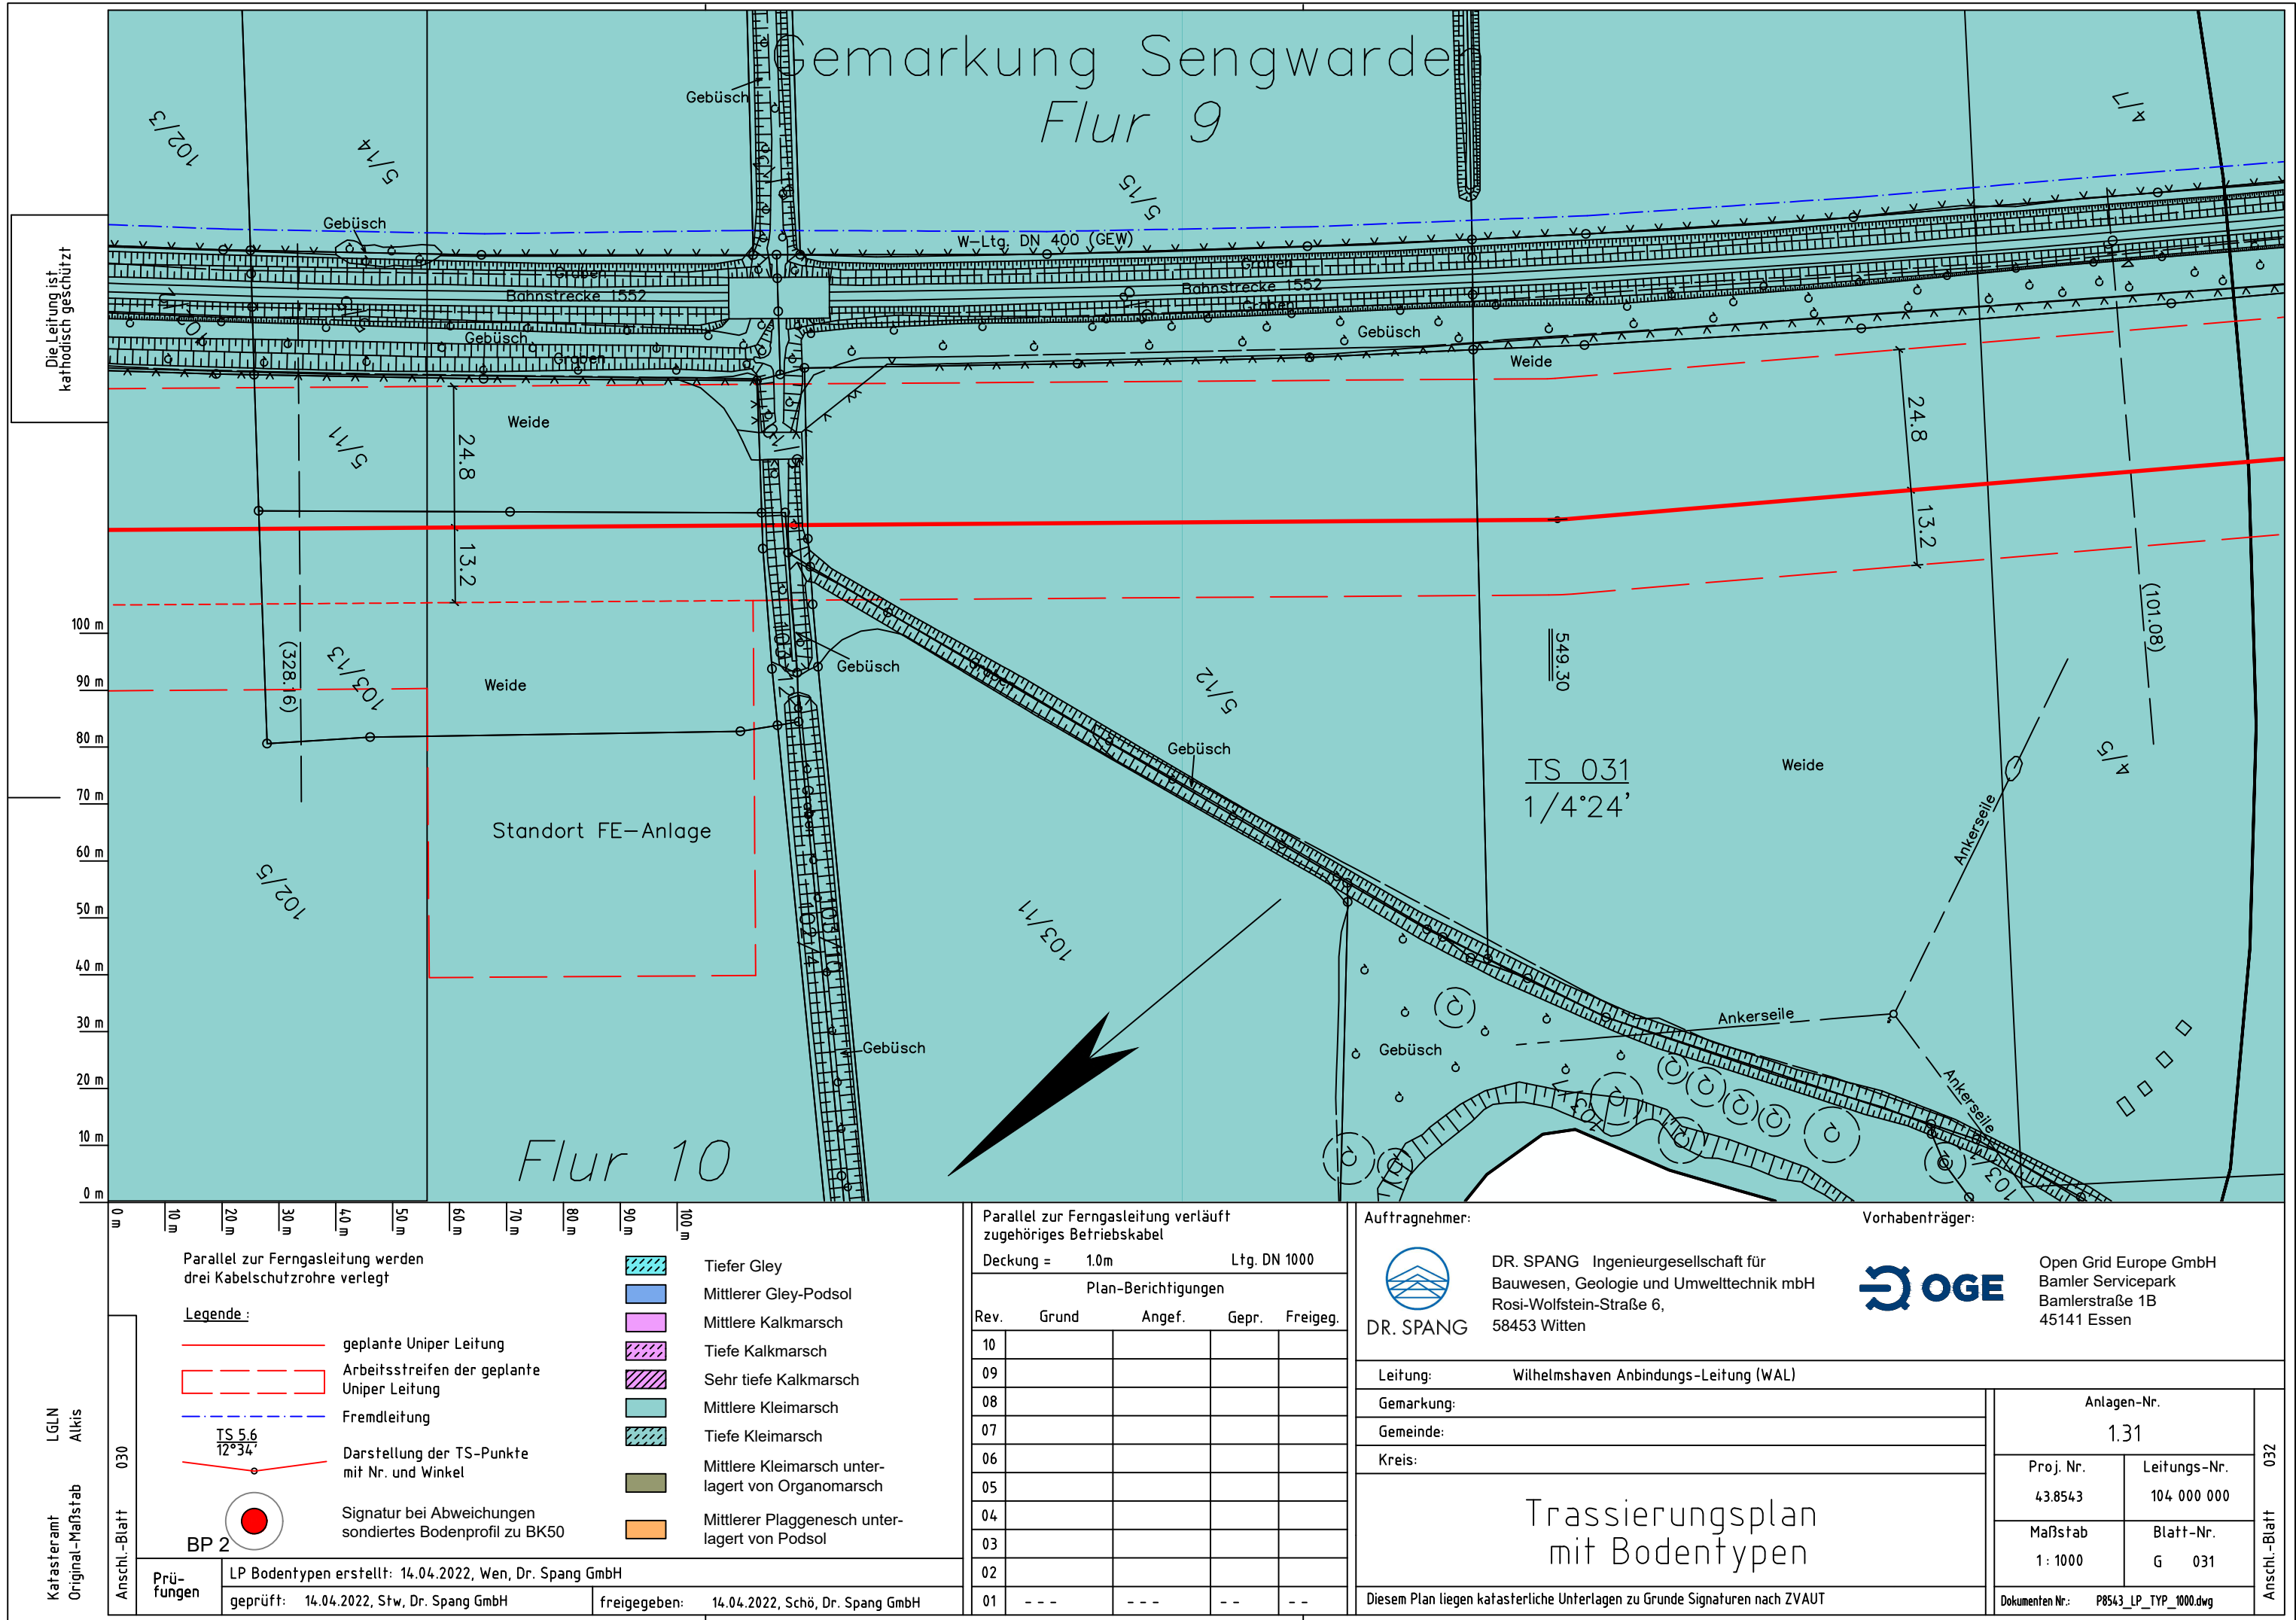 Gemarkung Sengwarden
Flur 9
102/3
5/14
Gebüsch
5/15
4/7
Gebüsch
W-Ltg. DN 400 (GEW)
Graben
Graben
Bahnstrecke 1552
Bahnstrecke 1552
Graben
Gebüsch
Gebüsch
Graben
Weide
Weide
Die Leitung ist
kathodisch geschützt
5/11
24.8
24.8
13.2
13.2
(328.16)
103/13
Weide
Gebüsch
Graben
5/12
549.30
(101.08)
Gebüsch
TS 031
1/4°24'
Weide
4/5
Ankerseile
Standort FE-Anlage
Graben
102/5
102/4
103/10
103/11
Gebüsch
Gebüsch
Ankerseile
Ankerseile
103/1
Flur 10
100 m
90 m
80 m
70 m
60 m
50 m
40 m
30 m
20 m
10 m
0 m
0 m
10 m
20 m
30 m
40 m
50 m
60 m
70 m
80 m
90 m
100 m
Parallel zur Ferngasleitung werden
drei Kabelschutzrohre verlegt
Legende :
geplante Uniper Leitung
Arbeitsstreifen der geplante
Uniper Leitung
Fremdleitung
TS 5.6
12°34'
Darstellung der TS-Punkte
mit Nr. und Winkel
BP 2
Signatur bei Abweichungen
sondiertes Bodenprofil zu BK50
Tiefer Gley
Mittlerer Gley-Podsol
Mittlere Kalkmarsch
Tiefe Kalkmarsch
Sehr tiefe Kalkmarsch
Mittlere Kleimarsch
Tiefe Kleimarsch
Mittlere Kleimarsch unter-
lagert von Organomarsch
Mittlerer Plaggenesch unter-
lagert von Podsol
Katasteramt LGLN
Original-Maßstab Alkis
Anschl.-Blatt 030
Prü-
fungen
LP Bodentypen erstellt: 14.04.2022, Wen, Dr. Spang GmbH
geprüft: 14.04.2022, Stw, Dr. Spang GmbH
freigegeben: 14.04.2022, Schö, Dr. Spang GmbH
Parallel zur Ferngasleitung verläuft
zugehöriges Betriebskabel
Deckung = 1.0m Ltg. DN 1000
Plan-Berichtigungen
Rev. Grund Angef. Gepr. Freigeg.
10
09
08
07
06
05
04
03
02
01 --- --- -- --
Auftragnehmer:
DR. SPANG
DR. SPANG Ingenieurgesellschaft für
Bauwesen, Geologie und Umwelttechnik mbH
Rosi-Wolfstein-Straße 6,
58453 Witten
Vorhabenträger:
OGE
Open Grid Europe GmbH
Bamler Servicepark
Bamlerstraße 1B
45141 Essen
Leitung: Wilhelmshaven Anbindungs-Leitung (WAL)
Gemarkung:
Gemeinde:
Kreis:
Trassierungsplan
mit Bodentypen
Diesem Plan liegen katasterliche Unterlagen zu Grunde Signaturen nach ZVAUT
Anlagen-Nr.
1.31
Proj. Nr.
43.8543
Leitungs-Nr.
104 000 000
Maßstab
1 : 1000
Blatt-Nr.
G 031
Dokumenten Nr.: P8543_LP_TYP_1000.dwg
Anschl.-Blatt 032